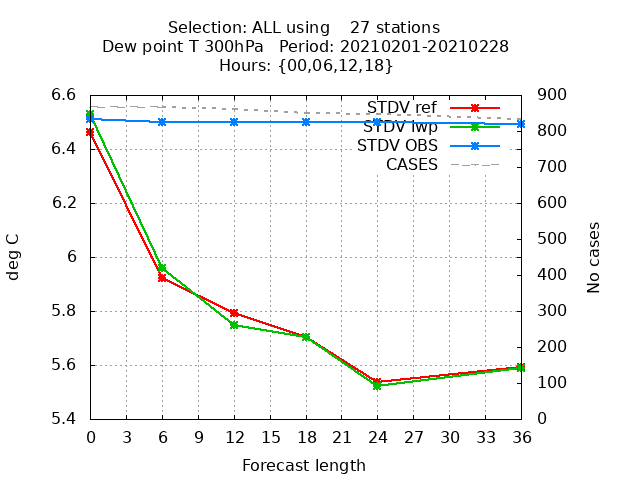 Selection: ALL using 27 stations
Dew point T 300hPa Period: 20210201-20210228
Hours: {00,06,12,18}
6.6
6.4
6.2
6
5.8
5.6
5.4
deg C
STDV ref
STDV lwp
STDV OBS
CASES
900
800
700
600
500
400
300
200
100
0
No cases
0 3 6 9 12 15 18 21 24 27 30 33 36
Forecast length